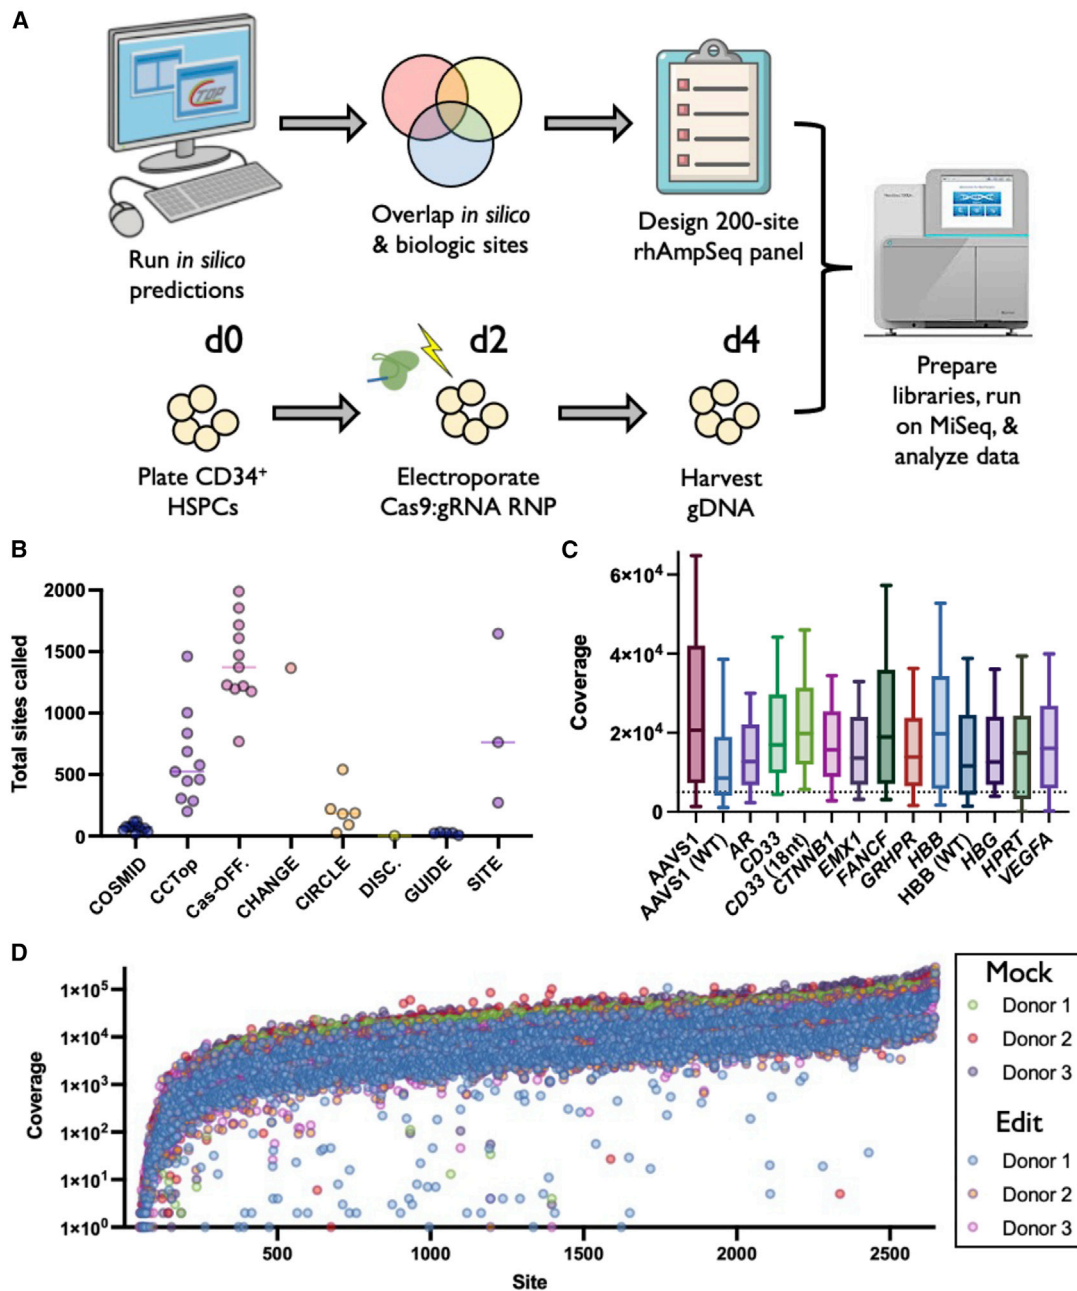 A
TOP
Run in silico
predictions
Overlap in silico
& biologic sites
Design 200-site
rhAmpSeq panel
d0
d2
d4
Plate CD34⁺
HSPCs
Electroporate
Cas9:gRNA RNP
Harvest
gDNA
Prepare
libraries, run
on MiSeq, &
analyze data
B
Total sites called
2000
1500
1000
500
0
COSMID
CCTop
Cas-OFF.
CHANGE
CIRCLE
DISC.
GUIDE
SITE
C
Coverage
6×10⁴
4×10⁴
2×10⁴
0
AAVS1
AAVS1 (WT)
AR
CD33
CD33 (18nt)
CTNNB1
EMX1
FANCF
GRHPR
HBB
HBB (WT)
HBG
HPRT
VEGFA
D
Coverage
1×10⁵
1×10⁴
1×10³
1×10²
1×10¹
1×10⁰
500
1000
1500
2000
2500
Site
Mock
Donor 1
Donor 2
Donor 3
Edit
Donor 1
Donor 2
Donor 3